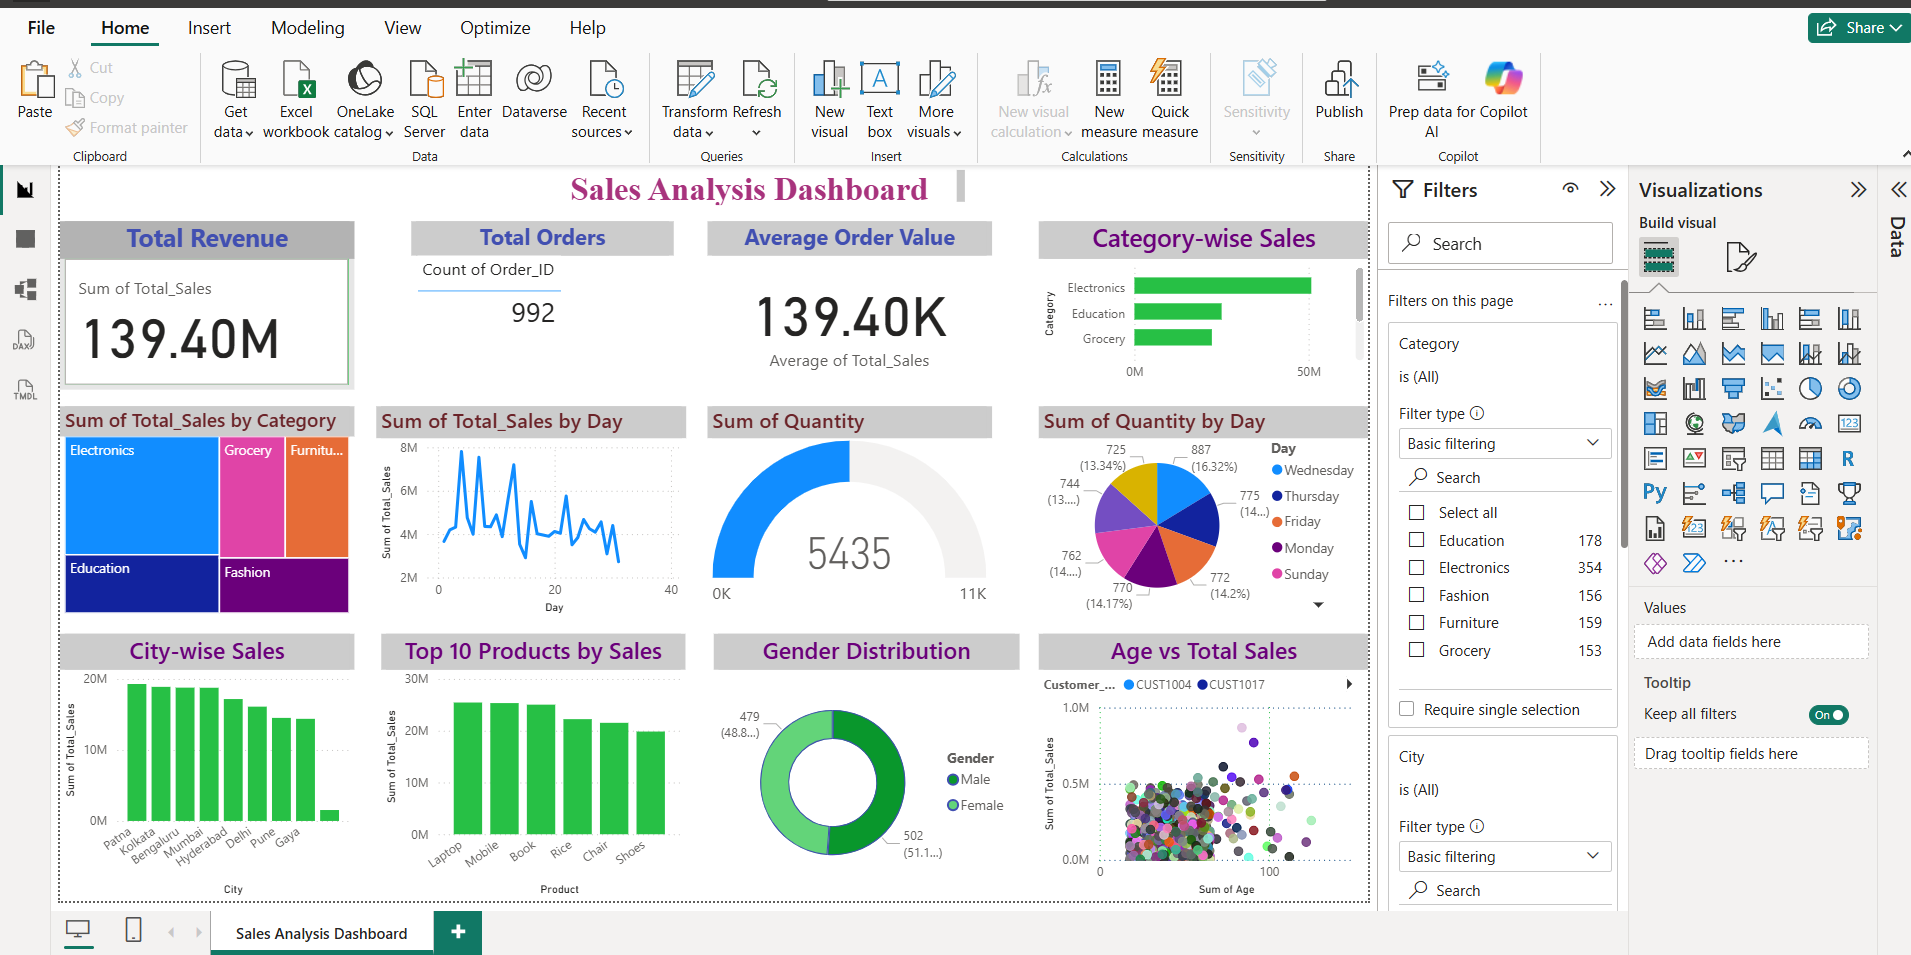 File Home Insert Modeling View Optimize Help Share
Paste
Cut
Copy
Format painter
Clipboard
Get data
Excel workbook
OneLake catalog
SQL Server
Enter data
Dataverse
Recent sources
Data
Transform data
Refresh
Queries
New visual
Text box
More visuals
Insert
New visual calculation
New measure
Quick measure
Calculations
Sensitivity
Sensitivity
Publish
Share
Prep data for AI
Copilot
Copilot
DAX
TMDL
Sales Analysis Dashboard
Total Revenue
Sum of Total_Sales
139.40M
Total Orders
Count of Order_ID
992
Average Order Value
139.40K
Average of Total_Sales
Category-wise Sales
Category
Electronics
Education
Grocery
0M 50M
Sum of Total_Sales by Category
Electronics
Grocery
Furnitu...
Education
Fashion
Sum of Total_Sales by Day
Sum of Total_Sales
8M
6M
4M
2M
0 20 40
Day
Sum of Quantity
5435
0K 11K
Sum of Quantity by Day
725
(13.34%)
887
(16.32%)
744
(13....)
775
(14...)
762
(14....)
770
(14.17%)
772
(14.2%)
Day
Wednesday
Thursday
Friday
Monday
Sunday
City-wise Sales
Sum of Total_Sales
20M
10M
0M
Patna Kolkata Bengaluru Mumbai Hyderabad Delhi Pune Gaya
City
Top 10 Products by Sales
Sum of Total_Sales
30M
20M
10M
0M
Laptop Mobile Book Rice Chair Shoes
Product
Gender Distribution
479
(48.8...)
502
(51.1...)
Gender
Male
Female
Age vs Total Sales
Customer_... CUST1004 CUST1017
Sum of Total_Sales
1.0M
0.5M
0.0M
0 100
Sum of Age
Filters
Search
Filters on this page ...
Category
is (All)
Filter type
Basic filtering
Search
Select all
Education 178
Electronics 354
Fashion 156
Furniture 159
Grocery 153
Require single selection
City
is (All)
Filter type
Basic filtering
Search
Visualizations
Build visual
123
R
Py
123
...
Values
Add data fields here
Tooltip
Keep all filters
On
Drag tooltip fields here
Data
Sales Analysis Dashboard
+